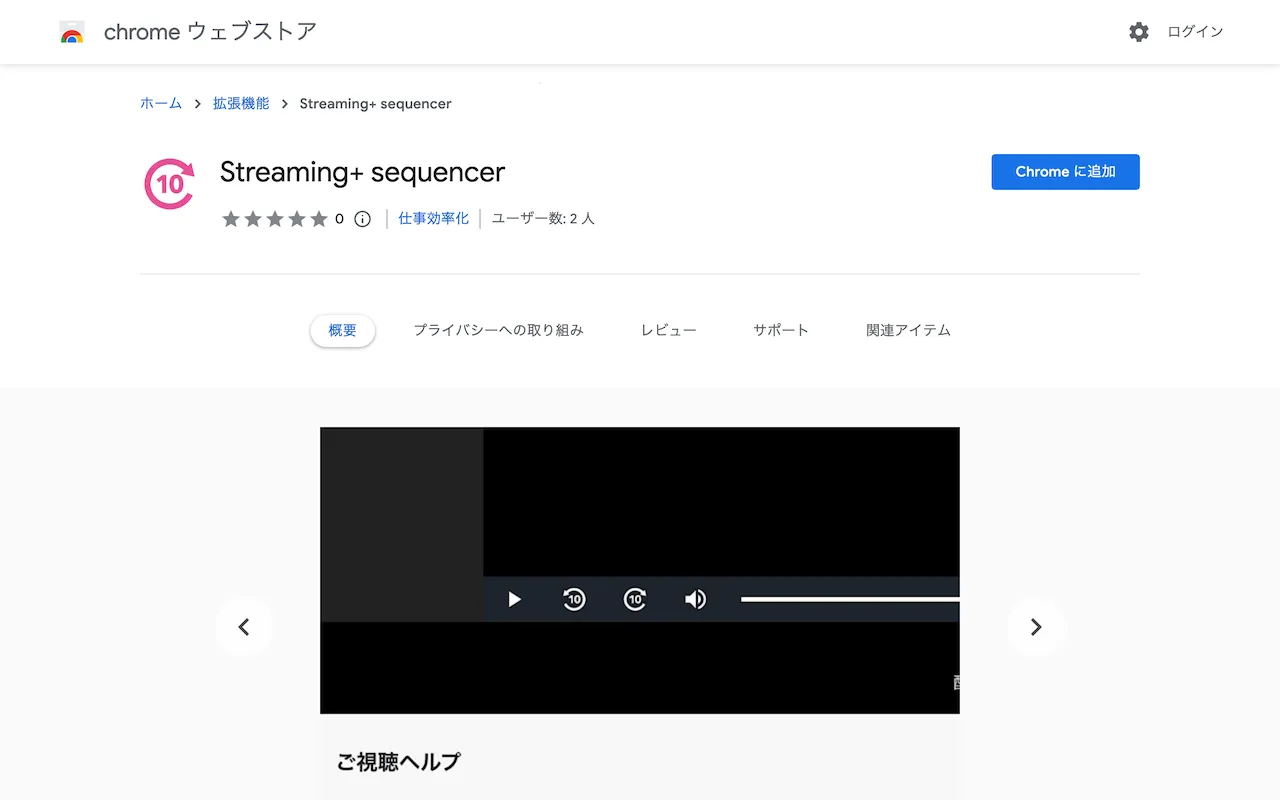 chrome ウェブストア
ログイン
ホーム > 拡張機能 > Streaming+ sequencer
10
Streaming+ sequencer
Chrome に追加
0
仕事効率化
ユーザー数: 2 人
概要
プライバシーへの取り組み
レビュー
サポート
関連アイテム
10
10
ご視聴ヘルプ